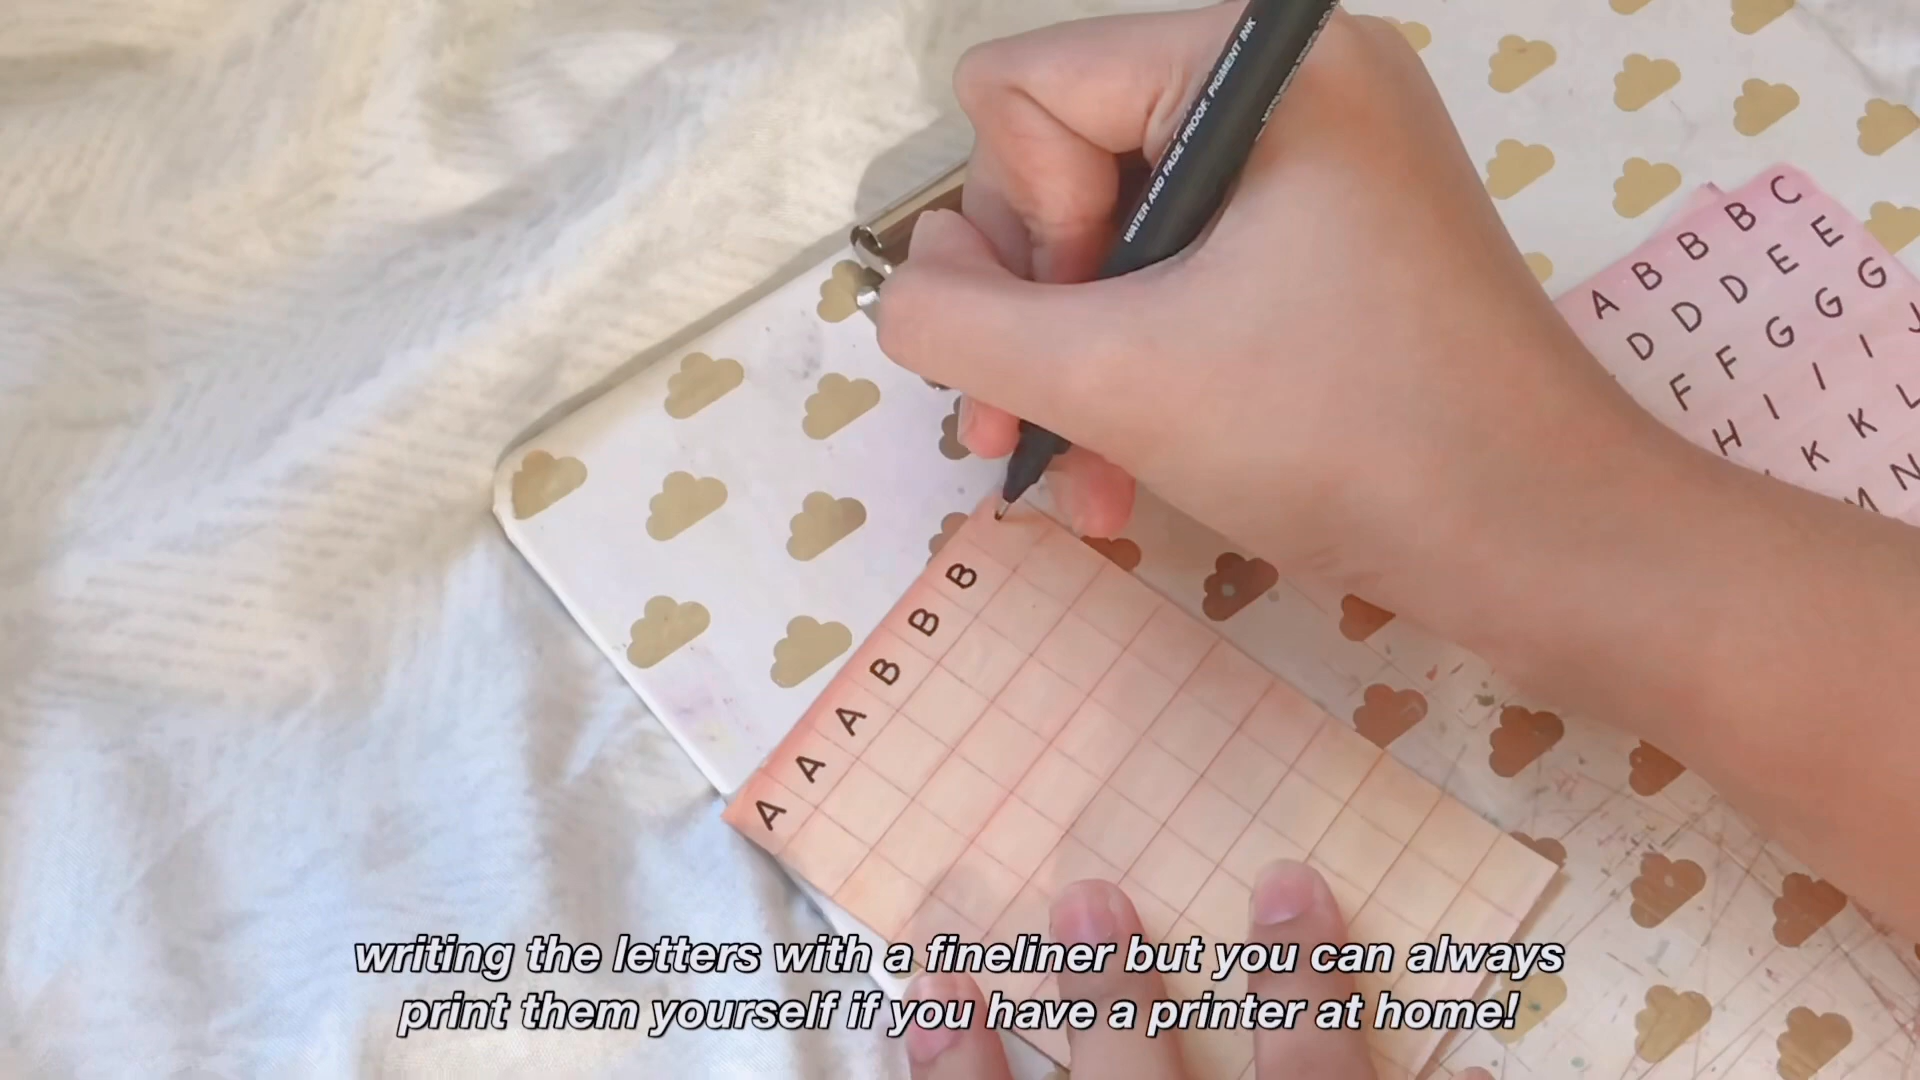 WATER AND FADE PROOF, PIGMENT INK
A B B B C
D D D E E
F F G G G
H I I I J
K K L
M N
A A A B B B
writing the letters with a fineliner but you can always
print them yourself if you have a printer at home!